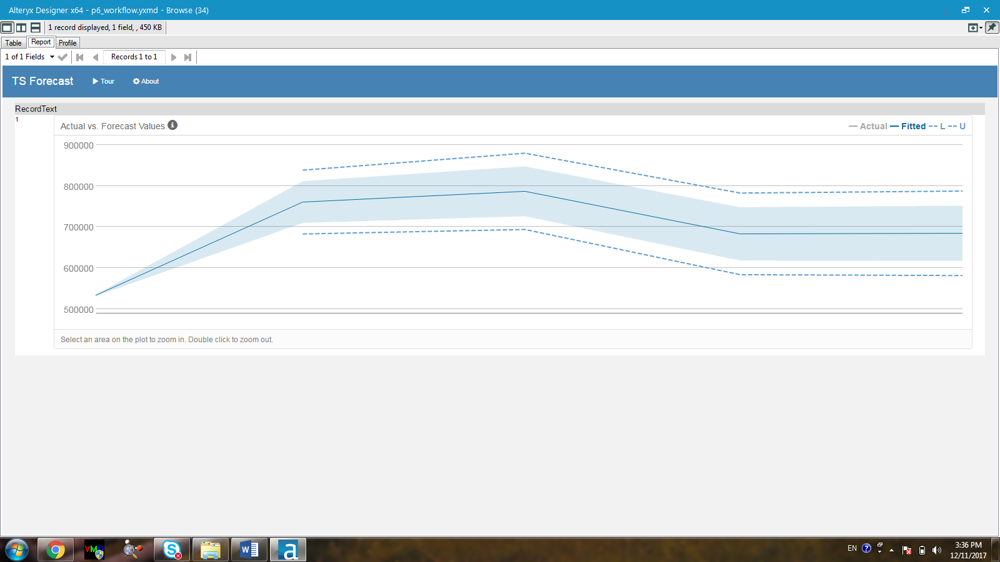 Alteryx Designer x64 - p6_workflow.yxmd - Browse (34)
1 record displayed, 1 field, , 450 KB
Table Report Profile
1 of 1 Fields Records 1 to 1
TS Forecast Tour About
RecordText
1
Actual vs. Forecast Values Actual Fitted L U
900000
800000
700000
600000
500000
Select an area on the plot to zoom in. Double click to zoom out.
EN
3:36 PM
12/11/2017